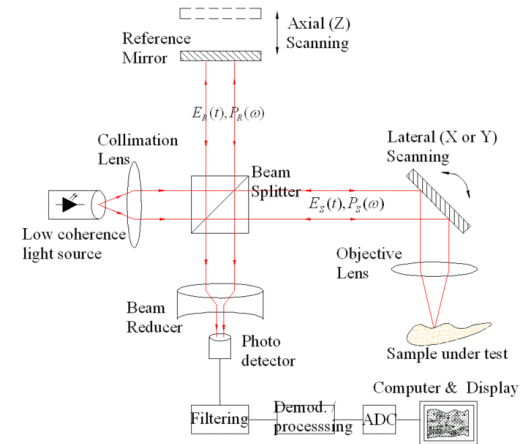 Axial (Z)
Scanning
Reference
Mirror
E_R(t), P_R(ω)
Collimation
Lens
Lateral (X or Y)
Scanning
Beam
Splitter
E_S(t), P_S(ω)
Low coherence
light source
Objective
Lens
Beam
Reducer
Photo
detector
Sample under test
Computer & Display
Filtering
Demod. /
processsing
ADC